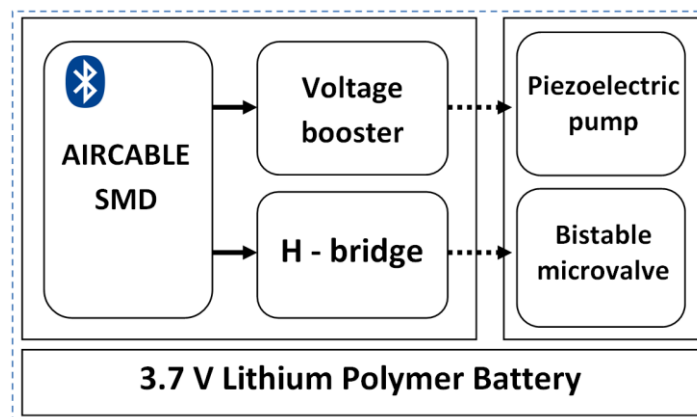 AIRCABLE
SMD
Voltage
booster
H - bridge
Piezoelectric
pump
Bistable
microvalve
3.7 V Lithium Polymer Battery